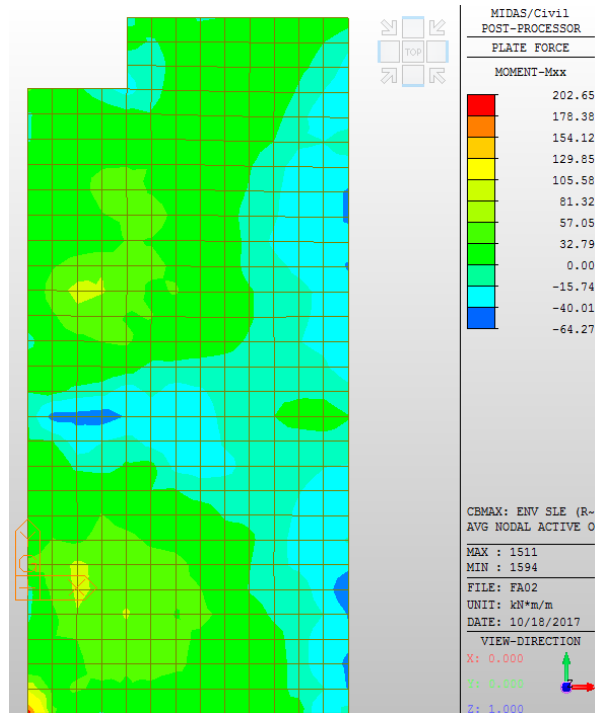 TOP
MIDAS/Civil
POST-PROCESSOR
PLATE FORCE
MOMENT-Mxx
202.65
178.38
154.12
129.85
105.58
81.32
57.05
32.79
0.00
-15.74
-40.01
-64.27
CBMAX: ENV SLE (R~
AVG NODAL ACTIVE O
MAX : 1511
MIN : 1594
FILE: FA02
UNIT: kN*m/m
DATE: 10/18/2017
VIEW-DIRECTION
X: 0.000
Y: 0.000
Z: 1.000